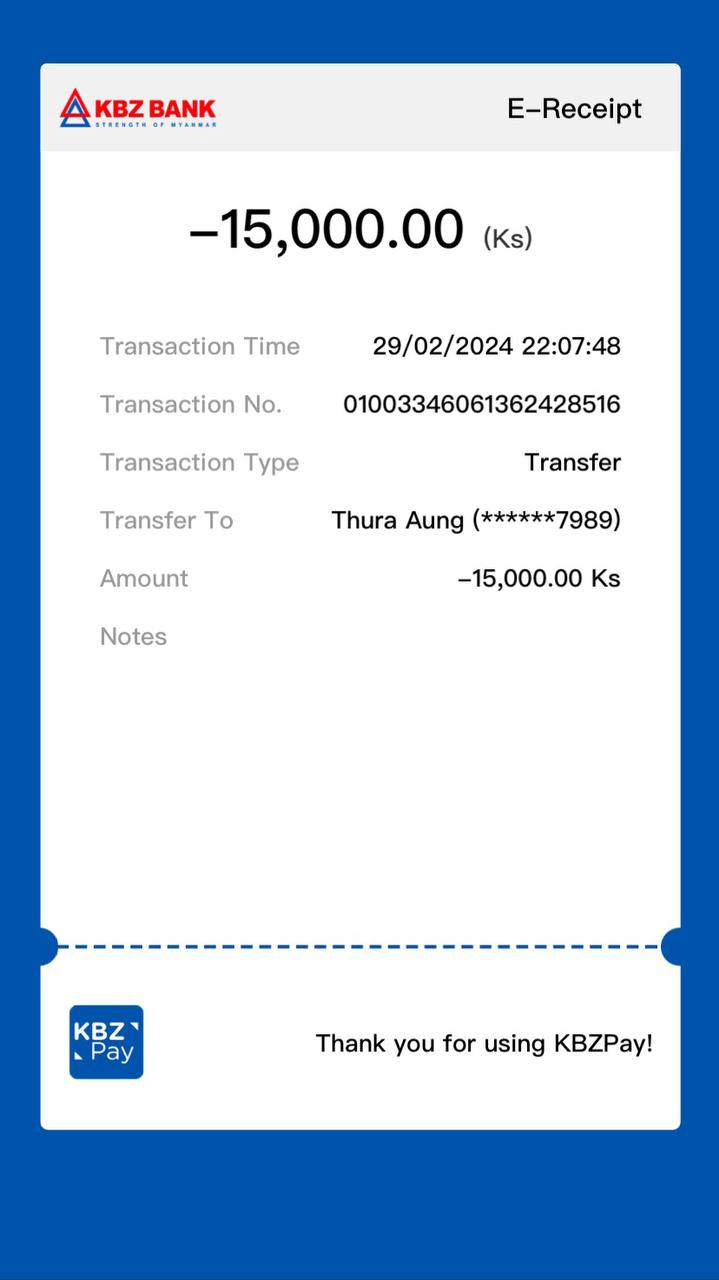 KBZ BANK
STRENGTH OF MYANMAR
E-Receipt
-15,000.00 (Ks)
Transaction Time 29/02/2024 22:07:48
Transaction No. 01003346061362428516
Transaction Type Transfer
Transfer To Thura Aung (******7989)
Amount -15,000.00 Ks
Notes
KBZ
Pay
Thank you for using KBZPay!